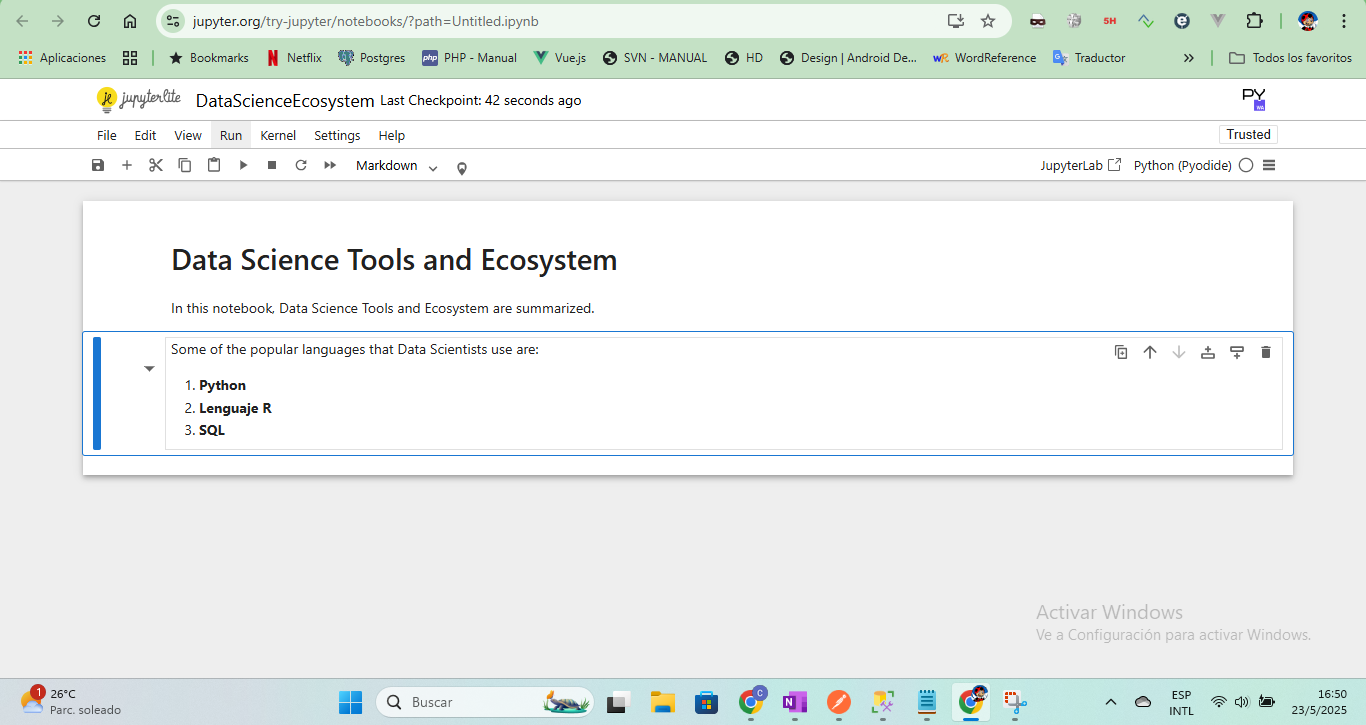 jupyter.org/try-jupyter/notebooks/?path=Untitled.ipynb
5H
Aplicaciones Bookmarks N Netflix Postgres php PHP - Manual Vue.js SVN - MANUAL HD Design | Android De... WR WordReference Traductor » Todos los favoritos
jupyterlite DataScienceEcosystem Last Checkpoint: 42 seconds ago
PY
File Edit View Run Kernel Settings Help Trusted
Markdown JupyterLab Python (Pyodide)
Data Science Tools and Ecosystem
In this notebook, Data Science Tools and Ecosystem are summarized.
Some of the popular languages that Data Scientists use are:
1. Python
2. Lenguaje R
3. SQL
Activar Windows
Ve a Configuración para activar Windows.
1 26°C
Parc. soleado
Buscar
C
N
ESP
INTL
16:50
23/5/2025